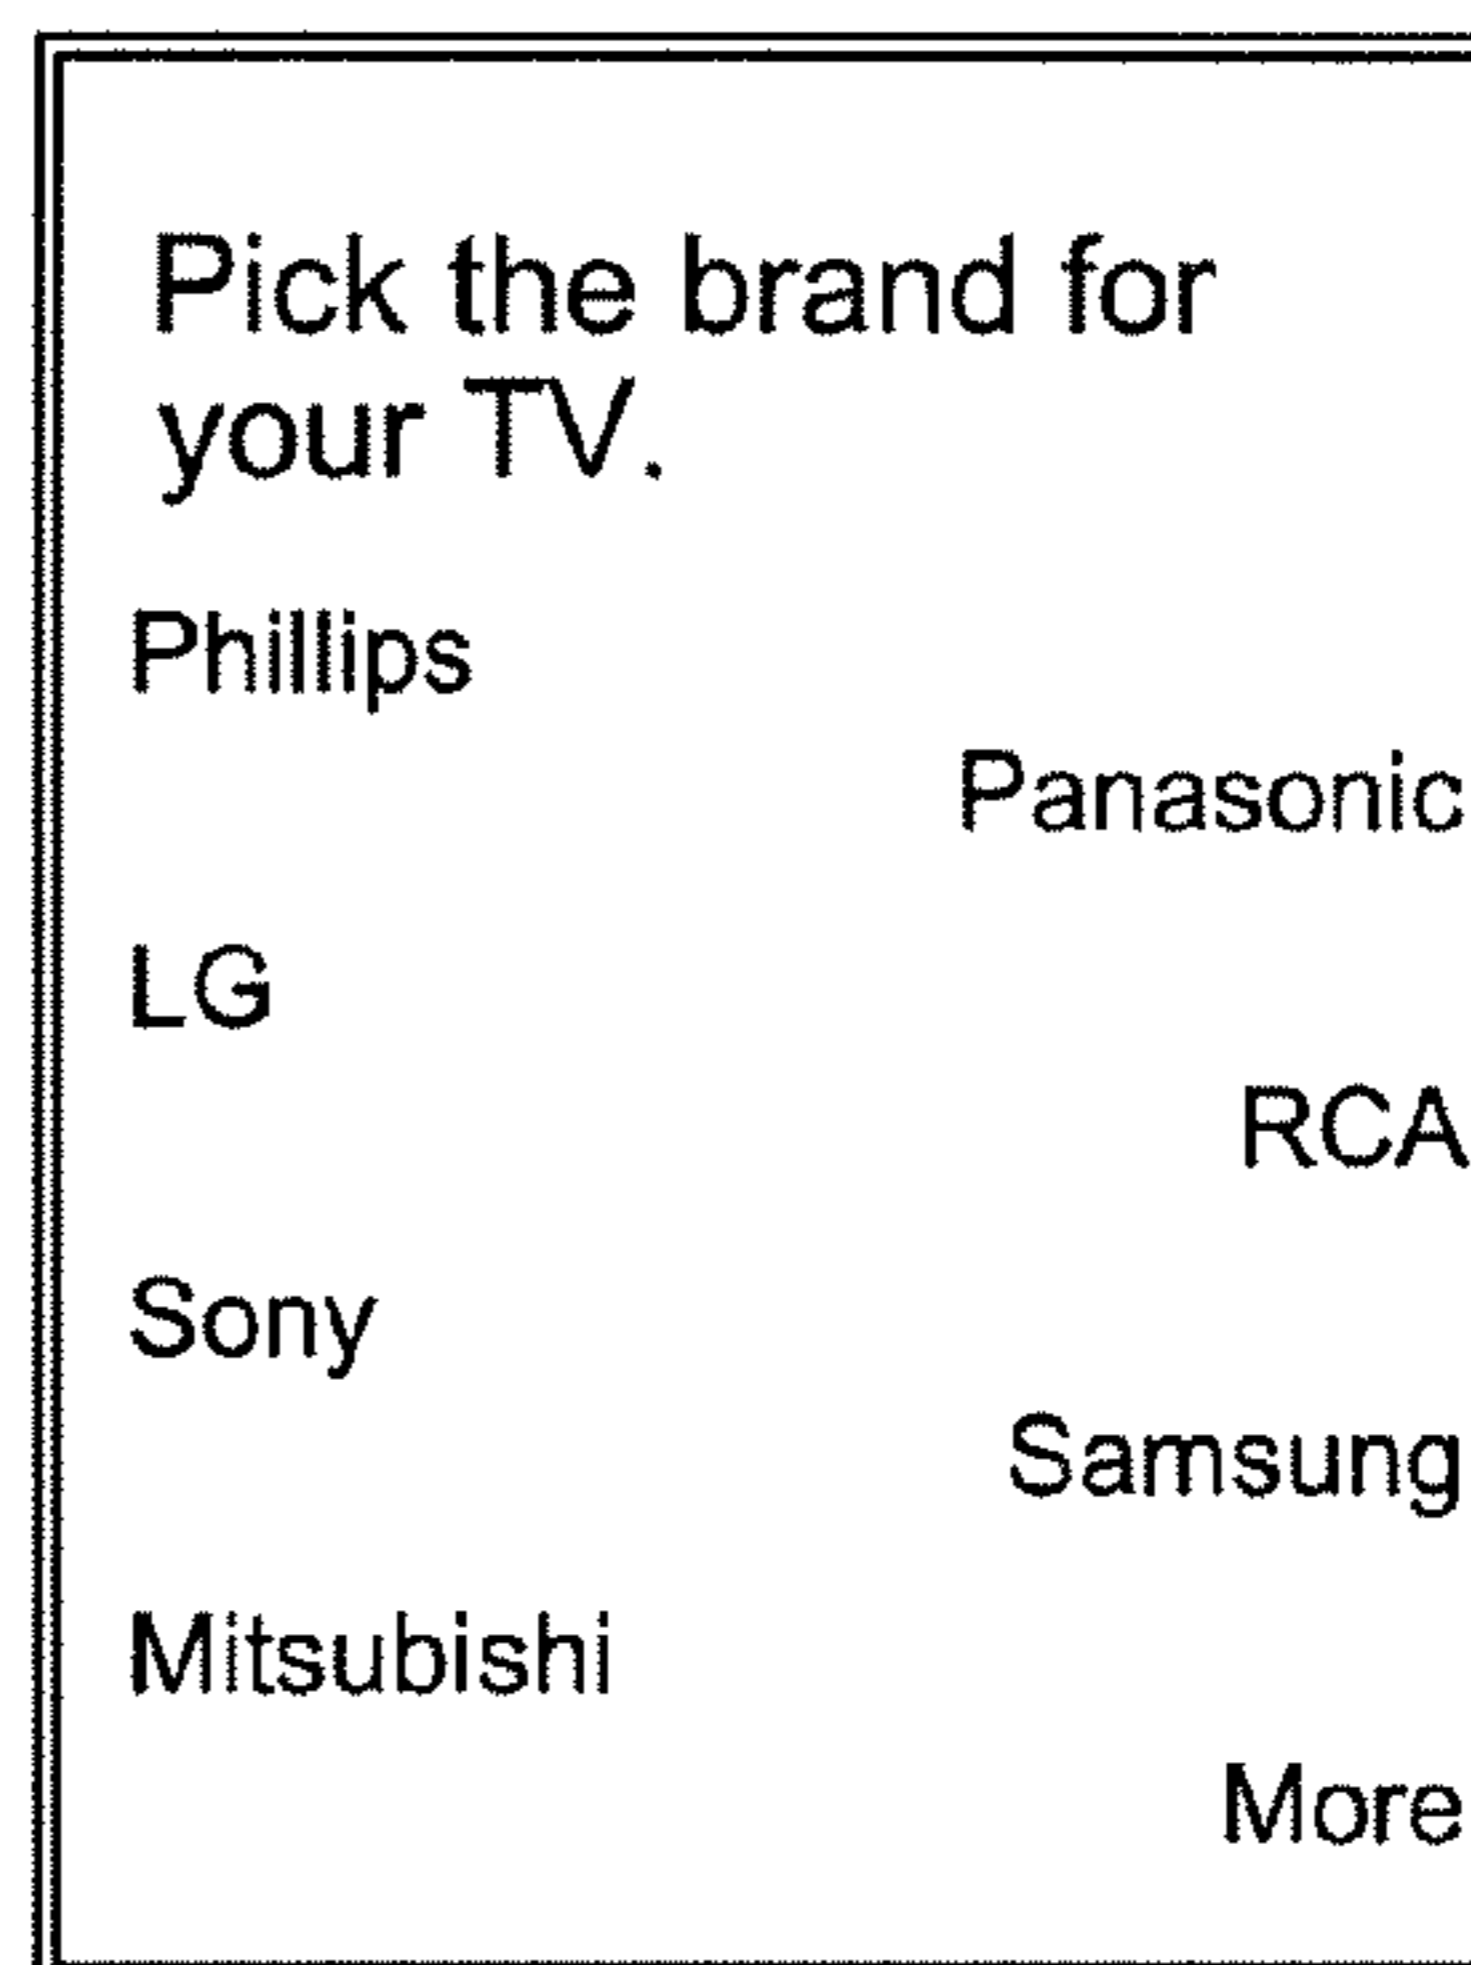 Pick the brand for
your TV.
Phillips
Panasonic
LG
RCA
Sony
Samsung
Mitsubishi
More